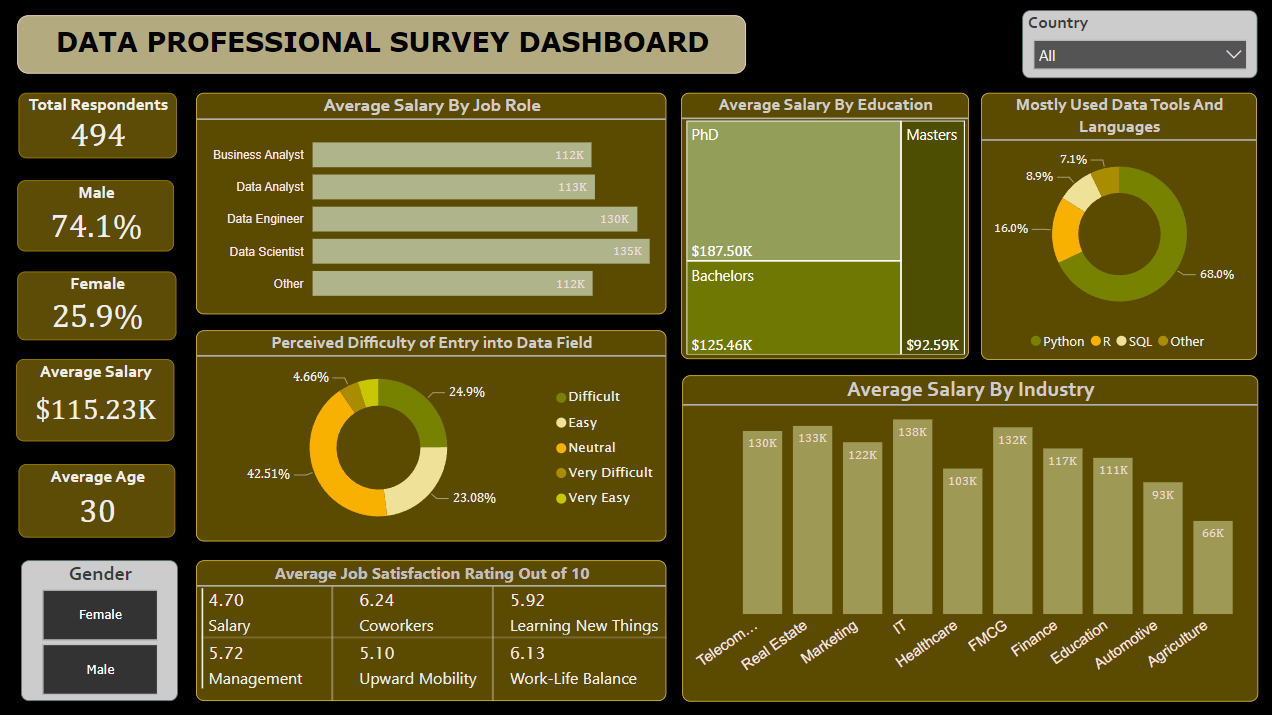 DATA PROFESSIONAL SURVEY DASHBOARD
Country
All
Total Respondents
494
Male
74.1%
Female
25.9%
Average Salary
$115.23K
Average Age
30
Gender
Female
Male
Average Salary By Job Role
Business Analyst 112K
Data Analyst 113K
Data Engineer 130K
Data Scientist 135K
Other 112K
Perceived Difficulty of Entry into Data Field
4.66%
24.9%
42.51%
23.08%
Difficult
Easy
Neutral
Very Difficult
Very Easy
Average Job Satisfaction Rating Out of 10
4.70 6.24 5.92
Salary Coworkers Learning New Things
5.72 5.10 6.13
Management Upward Mobility Work-Life Balance
Average Salary By Education
PhD
$187.50K
Bachelors
$125.46K
Masters
$92.59K
Mostly Used Data Tools And
Languages
7.1%
8.9%
16.0%
68.0%
Python R SQL Other
Average Salary By Industry
130K 133K 122K 138K 103K 132K 117K 111K 93K 66K
Telecom... Real Estate Marketing IT Healthcare FMCG Finance Education Automotive Agriculture